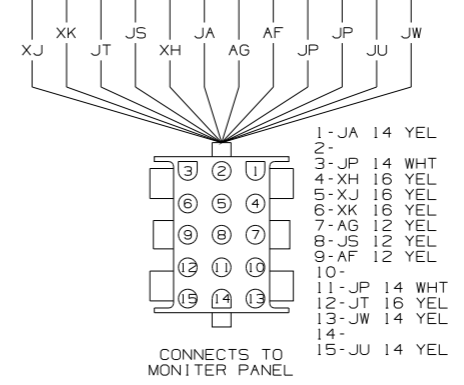 XK JS JA AF JP JW
XJ JT XH AG JP JU
1-JA 14 YEL
2-
3-JP 14 WHT
4-XH 16 YEL
5-XJ 16 YEL
6-XK 16 YEL
7-AG 12 YEL
8-JS 12 YEL
9-AF 12 YEL
10-
11-JP 14 WHT
12-JT 16 YEL
13-JW 14 YEL
14-
15-JU 14 YEL
3 2 1
6 5 4
9 8 7
12 11 10
15 14 13
CONNECTS TO
MONITER PANEL